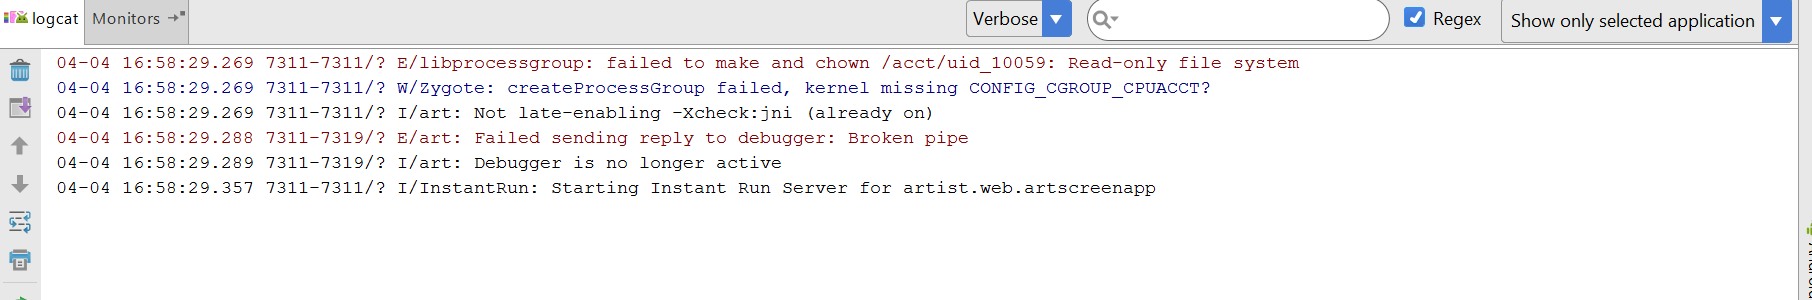 logcat Monitors Verbose Regex Show only selected application
04-04 16:58:29.269 7311-7311/? E/libprocessgroup: failed to make and chown /acct/uid_10059: Read-only file system
04-04 16:58:29.269 7311-7311/? W/Zygote: createProcessGroup failed, kernel missing CONFIG_CGROUP_CPUACCT?
04-04 16:58:29.269 7311-7311/? I/art: Not late-enabling -Xcheck:jni (already on)
04-04 16:58:29.288 7311-7319/? E/art: Failed sending reply to debugger: Broken pipe
04-04 16:58:29.289 7311-7319/? I/art: Debugger is no longer active
04-04 16:58:29.357 7311-7311/? I/InstantRun: Starting Instant Run Server for artist.web.artscreenapp